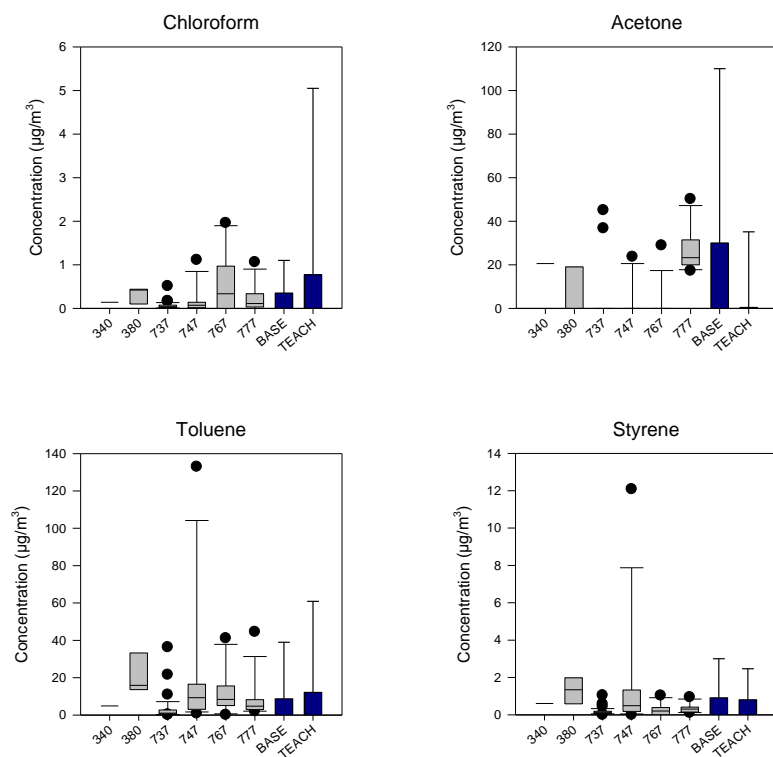 Chloroform
Concentration (µg/m³)
6
5
4
3
2
1
0
340 380 737 747 767 777 BASE TEACH
Acetone
Concentration (µg/m³)
120
100
80
60
40
20
0
340 380 737 747 767 777 BASE TEACH
Toluene
Concentration (µg/m³)
140
120
100
80
60
40
20
0
340 380 737 747 767 777 BASE TEACH
Styrene
Concentration (µg/m³)
14
12
10
8
6
4
2
0
340 380 737 747 767 777 BASE TEACH